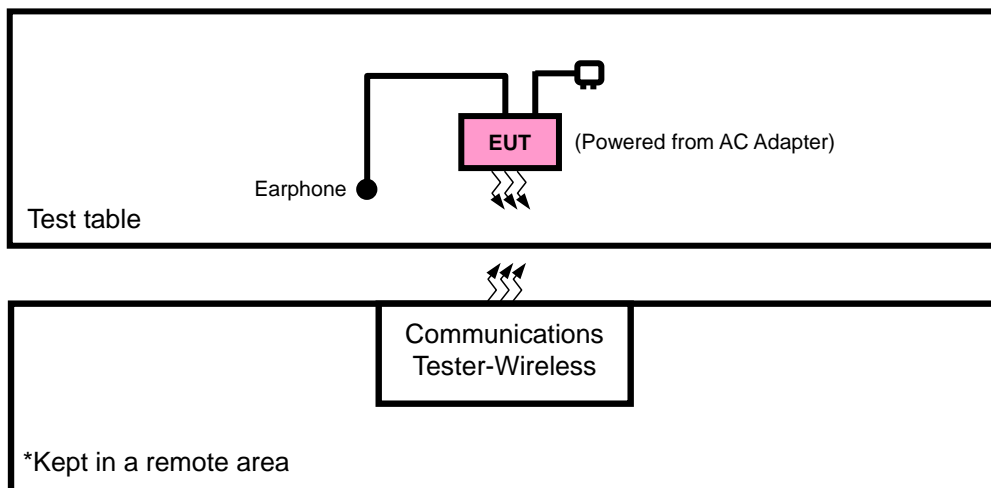 EUT
(Powered from AC Adapter)
Earphone
Test table
Communications
Tester-Wireless
*Kept in a remote area